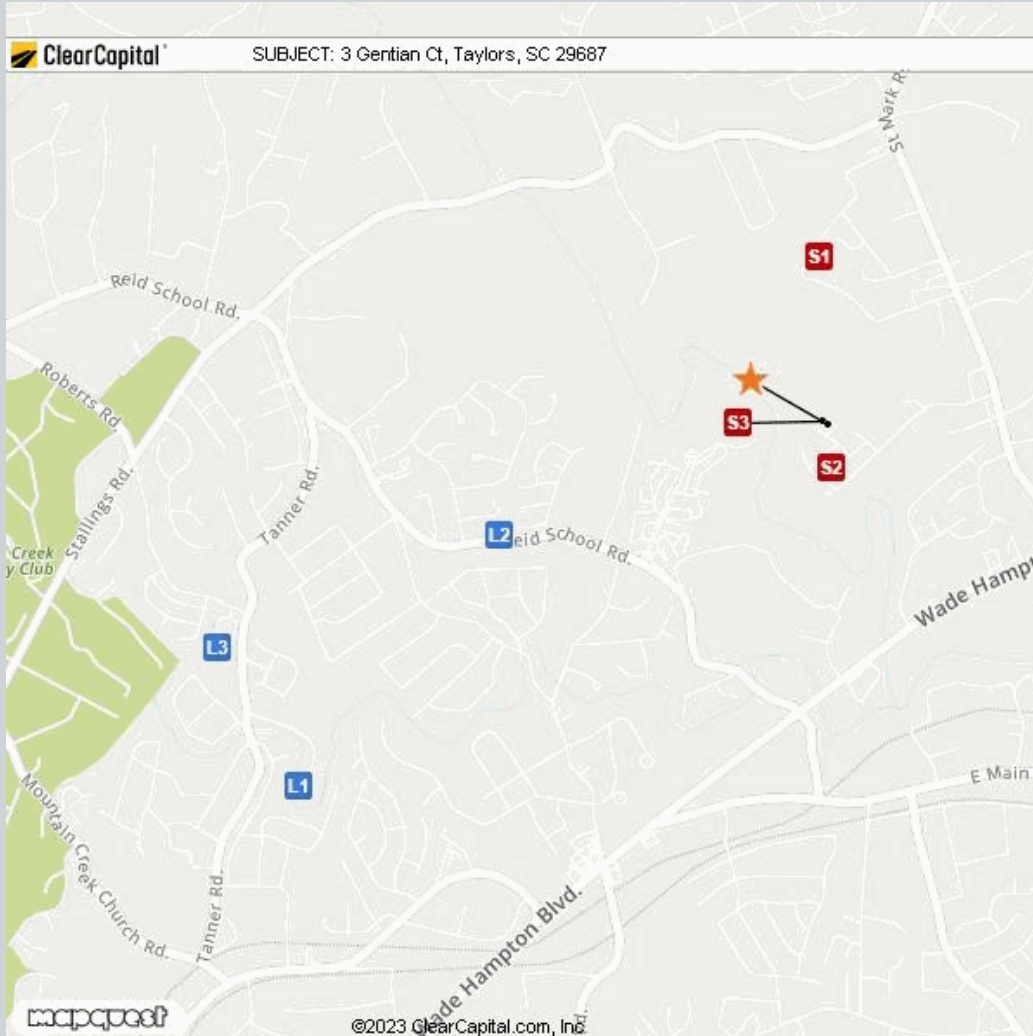 ClearCapital
SUBJECT: 3 Gentian Ct, Taylors, SC 29687
St Mark R
S1
Reid School Rd.
Roberts Rd
S3
S2
Stallings Rd.
Tanner Rd.
L2
eid School Rd.
Creek
y Club
Wade Hampt
L3
L1
E Main
Mountain Creek Church Rd.
Tanner Rd.
Wade Hampton Blvd.
d.
mapquest
©2023 ClearCapital.com, Inc